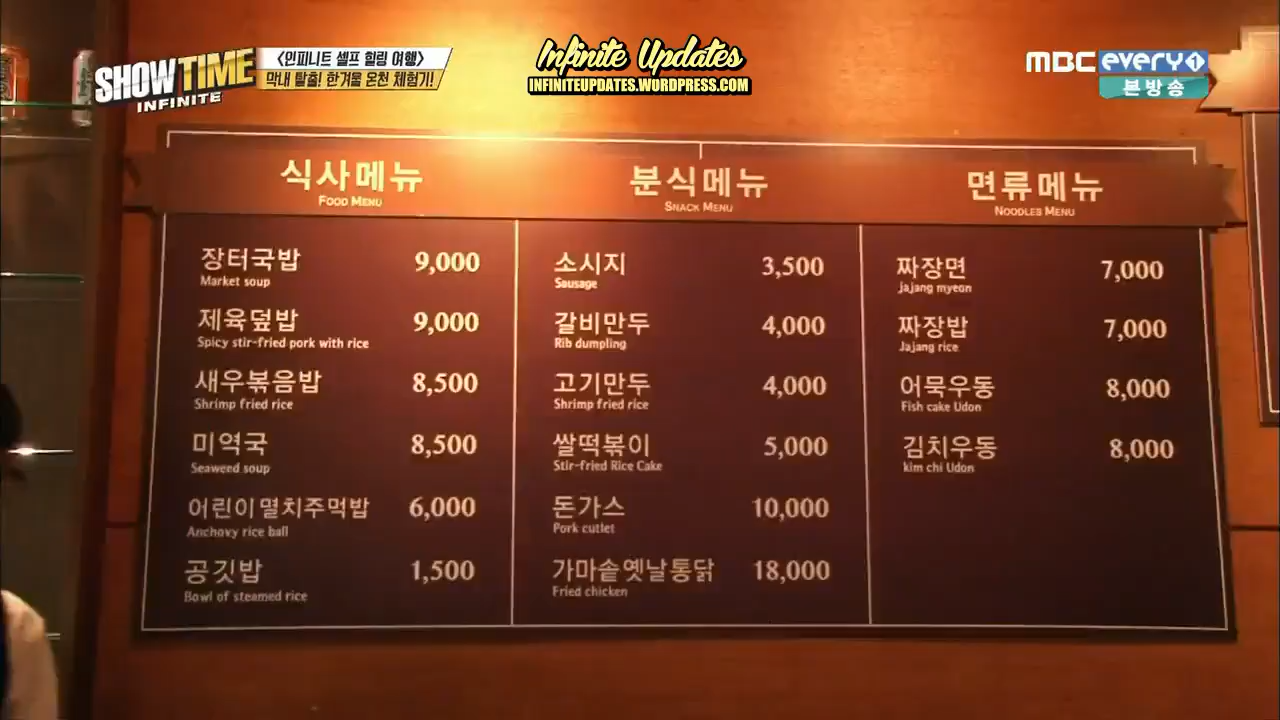 SHOWTIME
INFINITE
<인피니트 셀프 힐링 여행>
막내 탈출! 한겨울 온천 체험기!
Infinite Updates
INFINITEUPDATES.WORDPRESS.COM
MBC every1
본방송
식사메뉴
FOOD MENU
장터국밥 9,000
Market soup
제육덮밥 9,000
Spicy stir-fried pork with rice
새우볶음밥 8,500
Shrimp fried rice
미역국 8,500
Seaweed soup
어린이멸치주먹밥 6,000
Anchovy rice ball
공깃밥 1,500
Bowl of steamed rice
분식메뉴
SNACK MENU
소시지 3,500
Sausage
갈비만두 4,000
Rib dumpling
고기만두 4,000
Shrimp fried rice
쌀떡볶이 5,000
Stir-fried Rice Cake
돈가스 10,000
Pork cutlet
가마솥옛날통닭 18,000
Fried chicken
면류메뉴
NOODLES MENU
짜장면 7,000
jajang myeon
짜장밥 7,000
Jajang rice
어묵우동 8,000
Fish cake Udon
김치우동 8,000
kim chi Udon